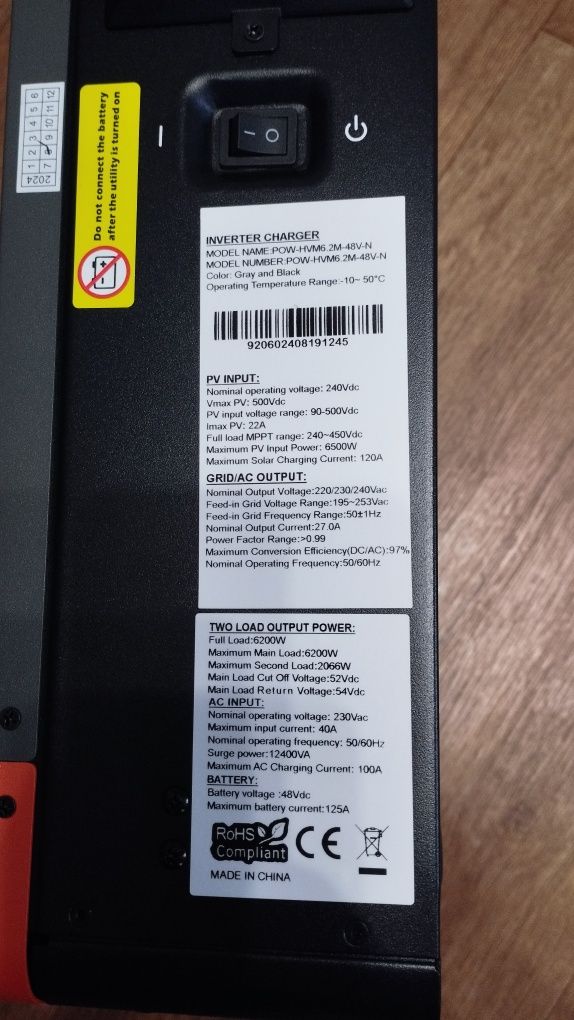 2024
1 2 3 4 5 6
7 8 9 10 11 12
Do not connect the battery
after the utility is turned on
INVERTER CHARGER
MODEL NAME:POW-HVM6.2M-48V-N
MODEL NUMBER:POW-HVM6.2M-48V-N
Color: Gray and Black
Operating Temperature Range:-10~ 50°C
920602408191245
PV INPUT:
Nominal operating voltage: 240Vdc
Vmax PV: 500Vdc
PV input voltage range: 90-500Vdc
Imax PV: 22A
Full load MPPT range: 240~450Vdc
Maximum PV Input Power: 6500W
Maximum Solar Charging Current: 120A
GRID/AC OUTPUT:
Nominal Output Voltage:220/230/240Vac
Feed-in Grid Voltage Range:195~253Vac
Feed-in Grid Frequency Range:50±1Hz
Nominal Output Current:27.0A
Power Factor Range:>0.99
Maximum Conversion Efficiency(DC/AC):97%
Nominal Operating Frequency:50/60Hz
TWO LOAD OUTPUT POWER:
Full Load:6200W
Maximum Main Load:6200W
Maximum Second Load:2066W
Main Load Cut Off Voltage:52Vdc
Main Load Return Voltage:54Vdc
AC INPUT:
Nominal operating voltage: 230Vac
Maximum input current: 40A
Nominal operating frequency: 50/60Hz
Surge power:12400VA
Maximum AC Charging Current: 100A
BATTERY:
Battery voltage :48Vdc
Maximum battery current:125A
RoHS
Compliant
CE
MADE IN CHINA